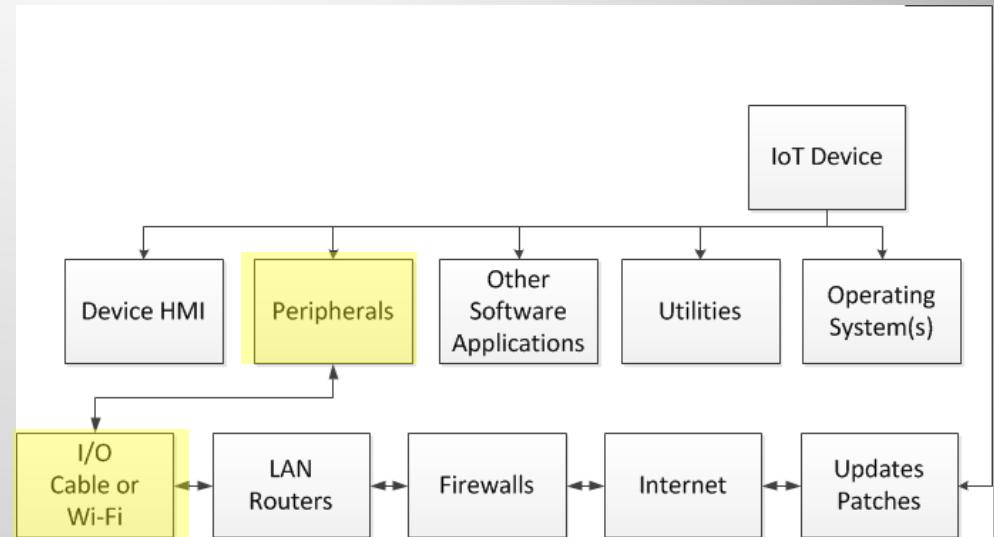 IoT Device
Device HMI
Peripherals
Other
Software
Applications
Utilities
Operating
System(s)
I/O
Cable or
Wi-Fi
LAN
Routers
Firewalls
Internet
Updates
Patches